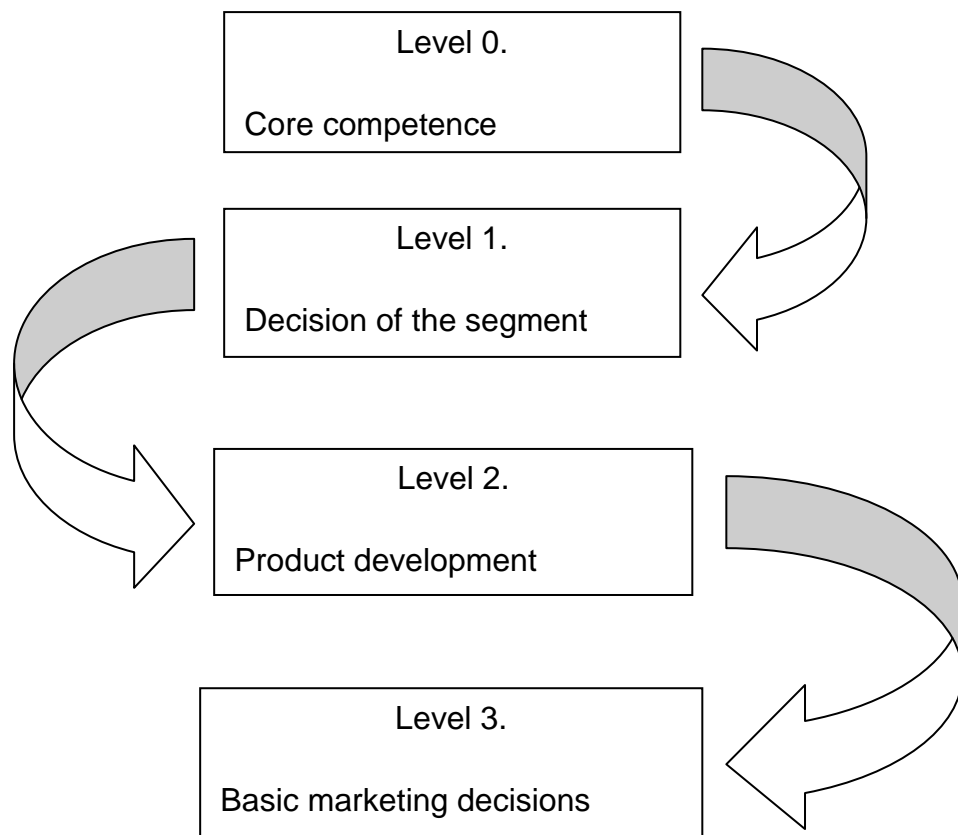 Level 0.
Core competence
Level 1.
Decision of the segment
Level 2.
Product development
Level 3.
Basic marketing decisions